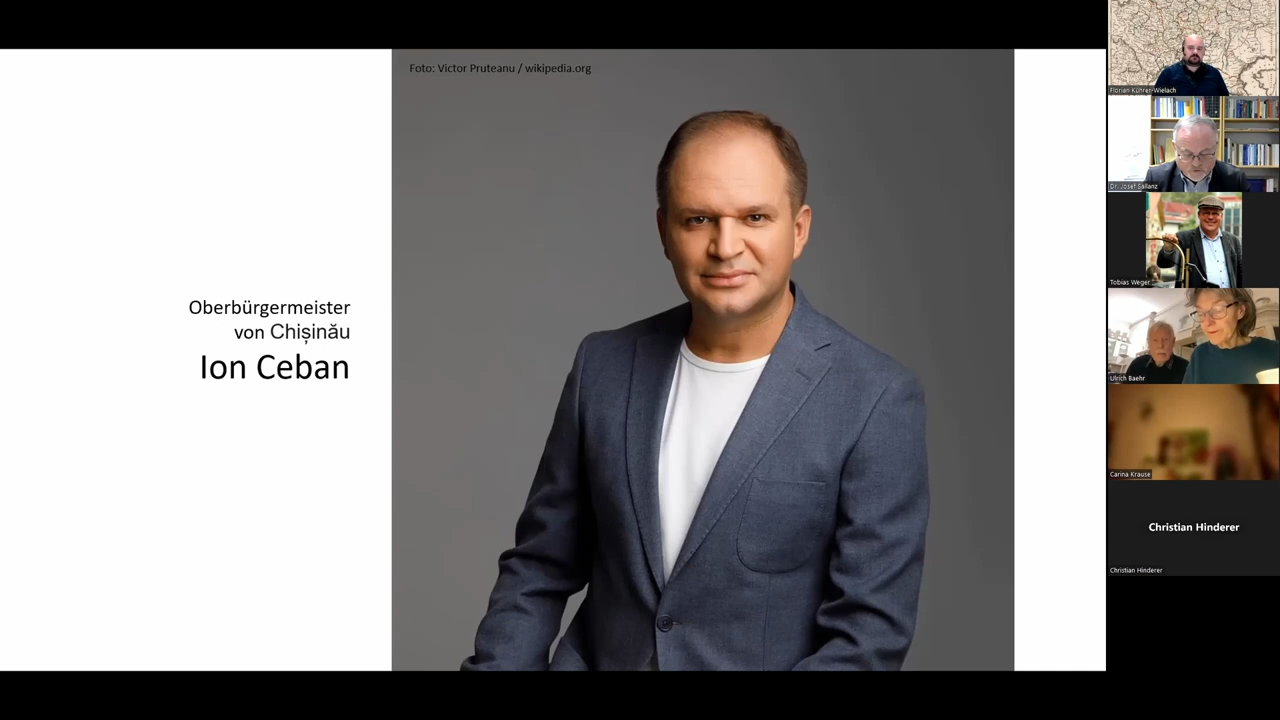 Foto: Victor Pruteanu / wikipedia.org
Oberbürgermeister
von Chișinău
Ion Ceban
Florian Kührer-Wielach
Dr. Josef Sallanz
Tobias Weger
Ulrich Baehr
Carina Krause
Christian Hinderer
Christian Hinderer